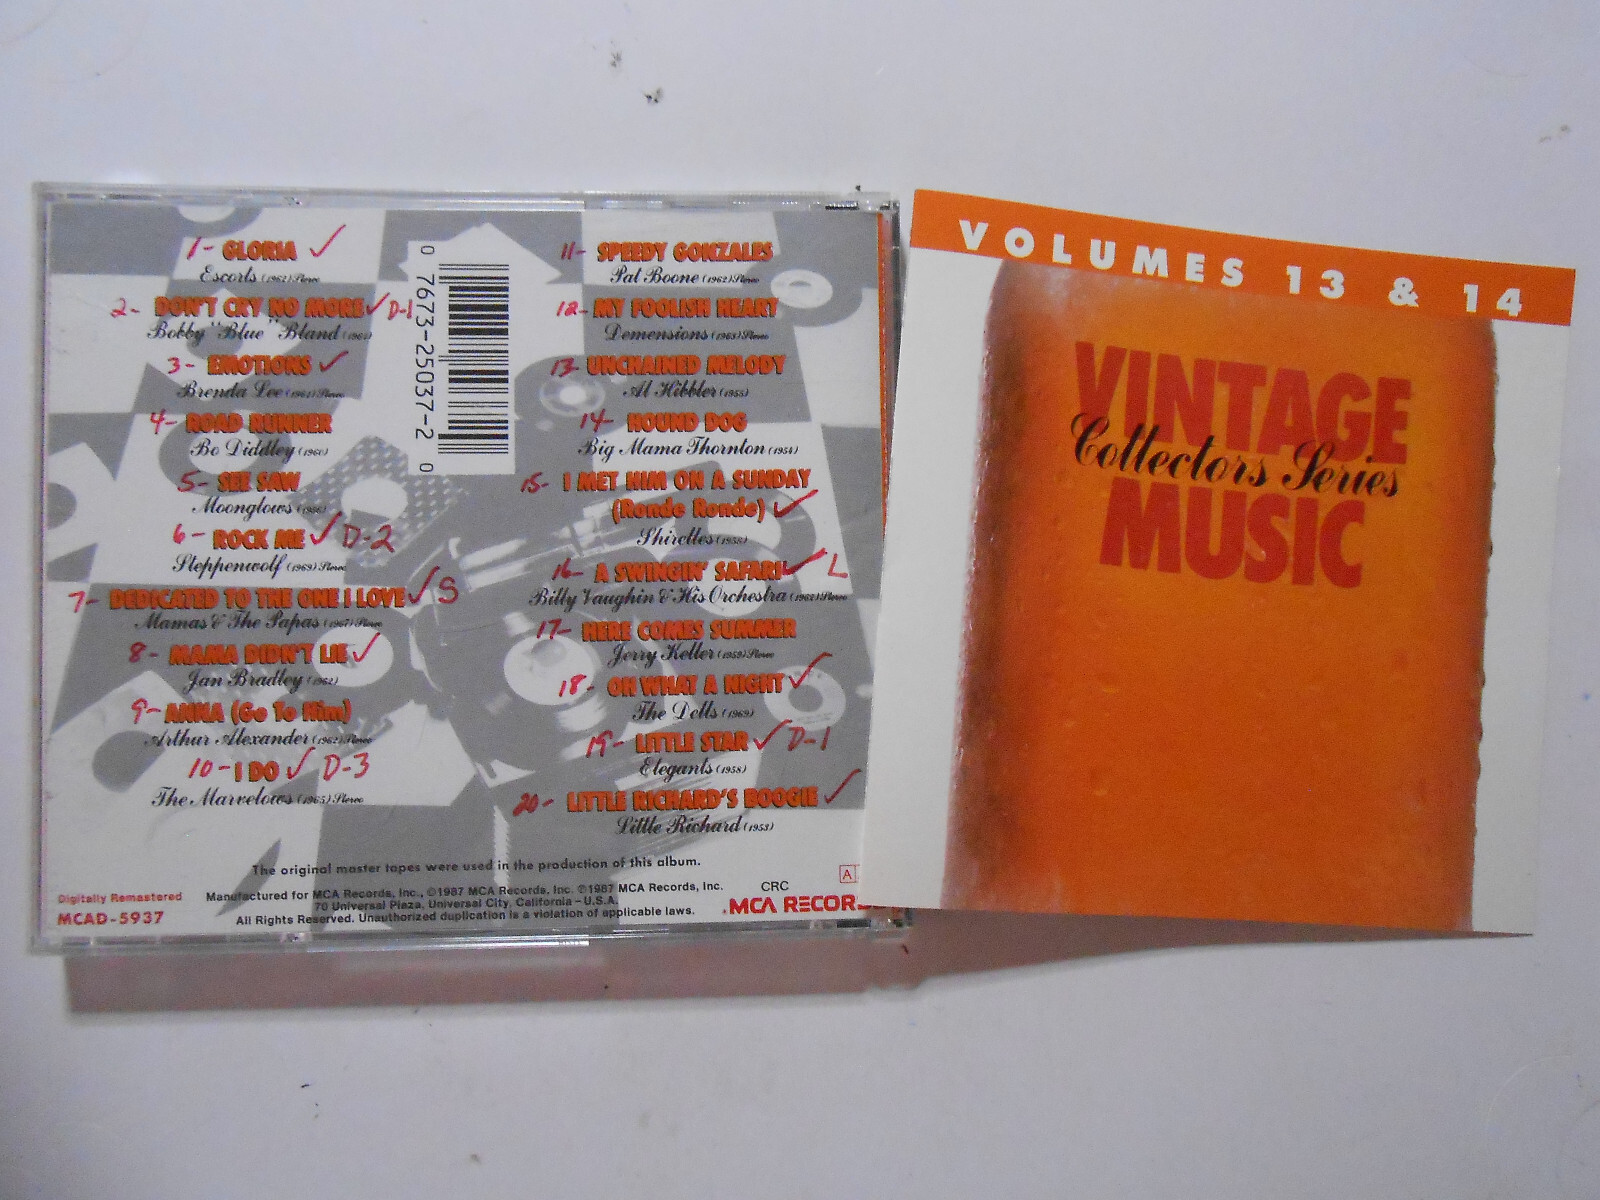 1- GLORIA ✓
Escorts (1962) Stereo
2- DON'T CRY NO MORE ✓ D-1
Bobby "Blue" Bland (1961)
3- EMOTIONS ✓
Brenda Lee (1961) Stereo
4- ROAD RUNNER
Bo Diddley (1960)
5- SEE SAW
Moonglows (1956)
6- ROCK ME ✓ D-2
Steppenwolf (1969) Stereo
7- DEDICATED TO THE ONE I LOVE ✓ S
Mamas & The Papas (1967) Stereo
8- MAMA DIDN'T LIE ✓
Jan Bradley (1962)
9- ANNA (Go To Him)
Arthur Alexander (1962) Stereo
10- I DO ✓ D-3
The Marvelows (1965) Stereo
0 7673-25037-2 0
11- SPEEDY GONZALES
Pat Boone (1962) Stereo
12- MY FOOLISH HEART
Demensions (1963) Stereo
13 UNCHAINED MELODY
Al Hibbler (1955)
14- HOUND DOG
Big Mama Thornton (1954)
15- I MET HIM ON A SUNDAY
(Ronde Ronde) ✓
Shirelles (1958)
16- A SWINGIN' SAFARI ✓ L
Billy Vaughin & His Orchestra (1962) Stereo
17- HERE COMES SUMMER
Jerry Keller (1959) Stereo
18- OH WHAT A NIGHT ✓
The Dells (1969)
19- LITTLE STAR ✓ D-1
Elegants (1958)
20- LITTLE RICHARD'S BOOGIE ✓
Little Richard (1953)
The original master tapes were used in the production of this album.
Digitally Remastered
MCAD-5937
Manufactured for MCA Records, Inc., ©1987 MCA Records, Inc. ℗1987 MCA Records, Inc.
70 Universal Plaza, Universal City, California - U.S.A.
All Rights Reserved. Unauthorized duplication is a violation of applicable laws.
CRC
A
MCA RECOR
VOLUMES 13 & 14
VINTAGE
Collectors Series
MUSIC